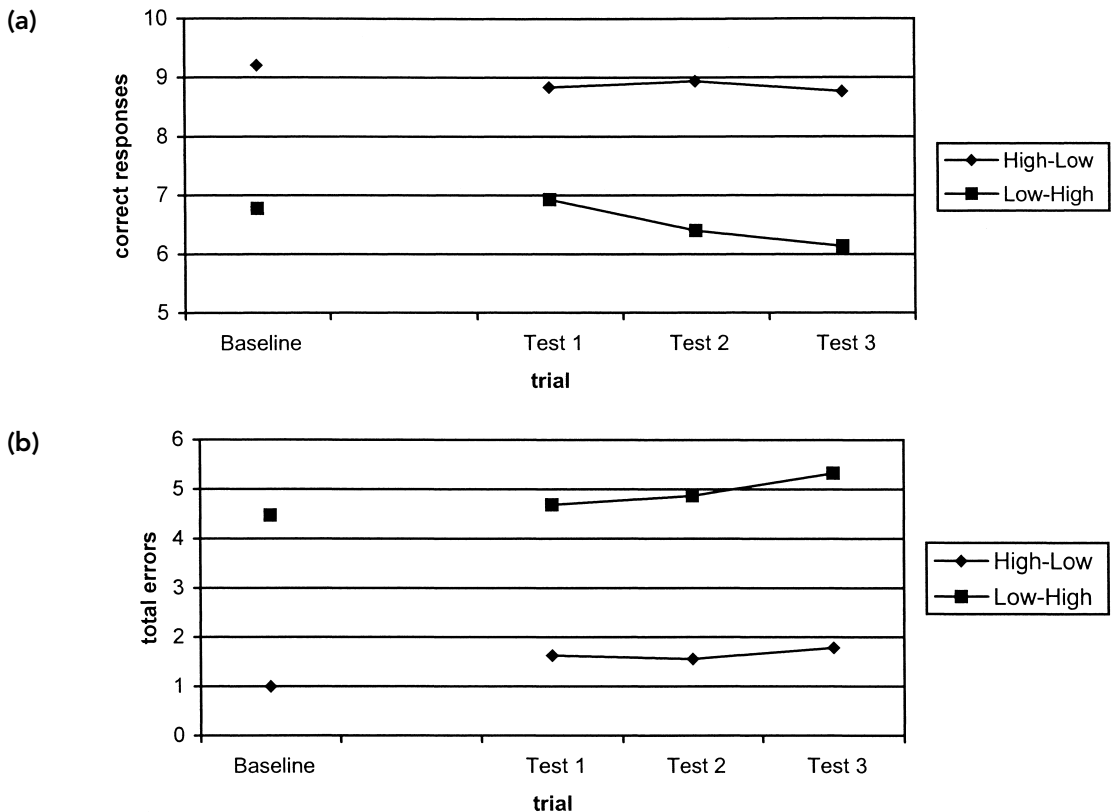 (a)
correct responses
10
9
8
7
6
5
Baseline Test 1 Test 2 Test 3
trial
High-Low
Low-High
(b)
total errors
6
5
4
3
2
1
0
Baseline Test 1 Test 2 Test 3
trial
High-Low
Low-High